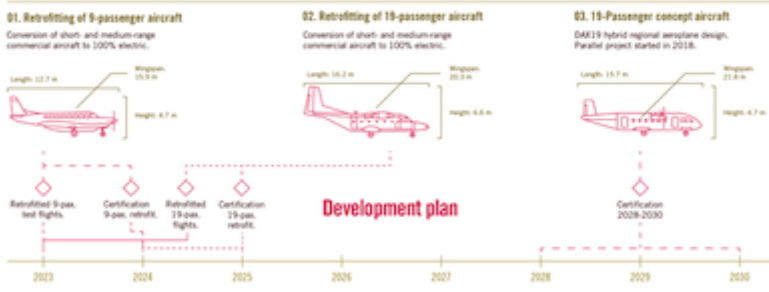 01. Retrofitting of 9-passenger aircraft
Conversion of short- and medium-range
commercial aircraft to 100% electric.
Length: 12.7 m
Wingspan:
15.9 m
Height: 4.7 m
02. Retrofitting of 19-passenger aircraft
Conversion of short- and medium-range
commercial aircraft to 100% electric.
Length: 16.2 m
Wingspan:
20.3 m
Height: 6.6 m
03. 19-Passenger concept aircraft
DAX19 hybrid regional aeroplane design.
Parallel project started in 2018.
Length: 15.7 m
Wingspan:
21.8 m
Height: 4.7 m
Retrofitted 9-pax.
test flights.
Certification
9-pax. retrofit.
Retrofitted
19-pax.
flights.
Certification
19-pax.
retrofit.
Development plan
Certification
2028-2030
2023
2024
2025
2026
2027
2028
2029
2030